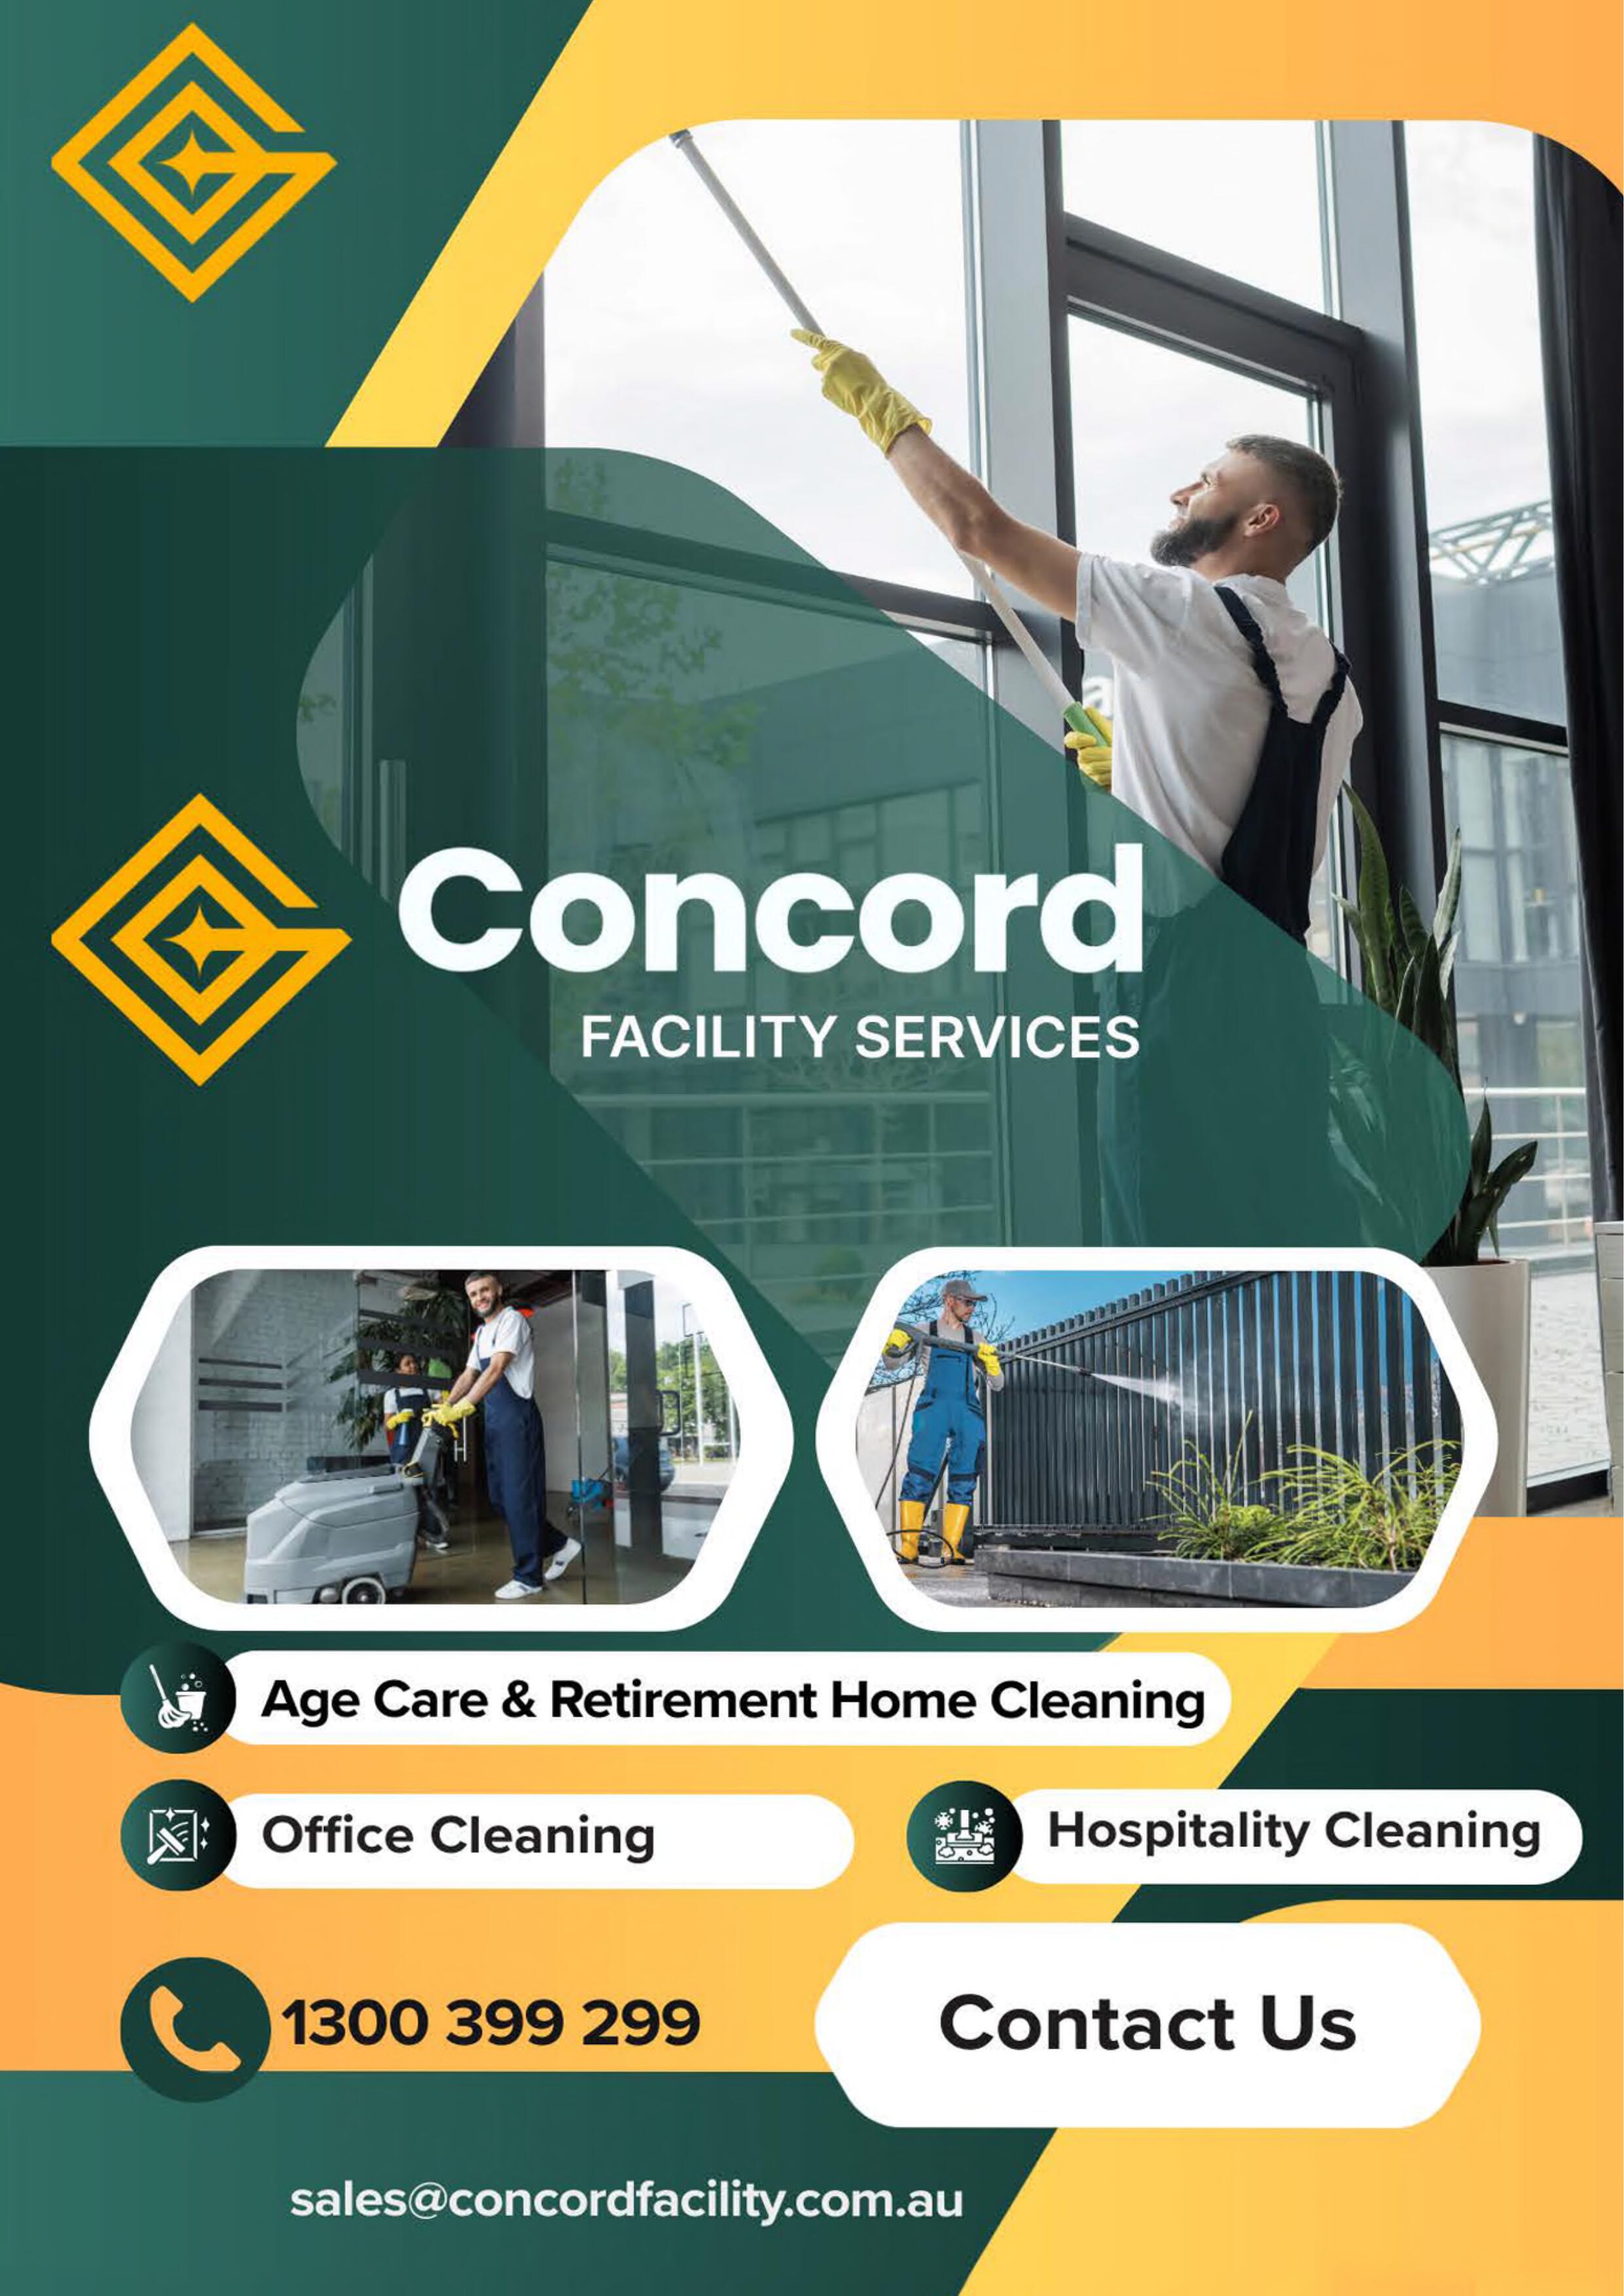 Concord
FACILITY SERVICES
Age Care & Retirement Home Cleaning
Office Cleaning
Hospitality Cleaning
1300 399 299
Contact Us
sales@concordfacility.com.au